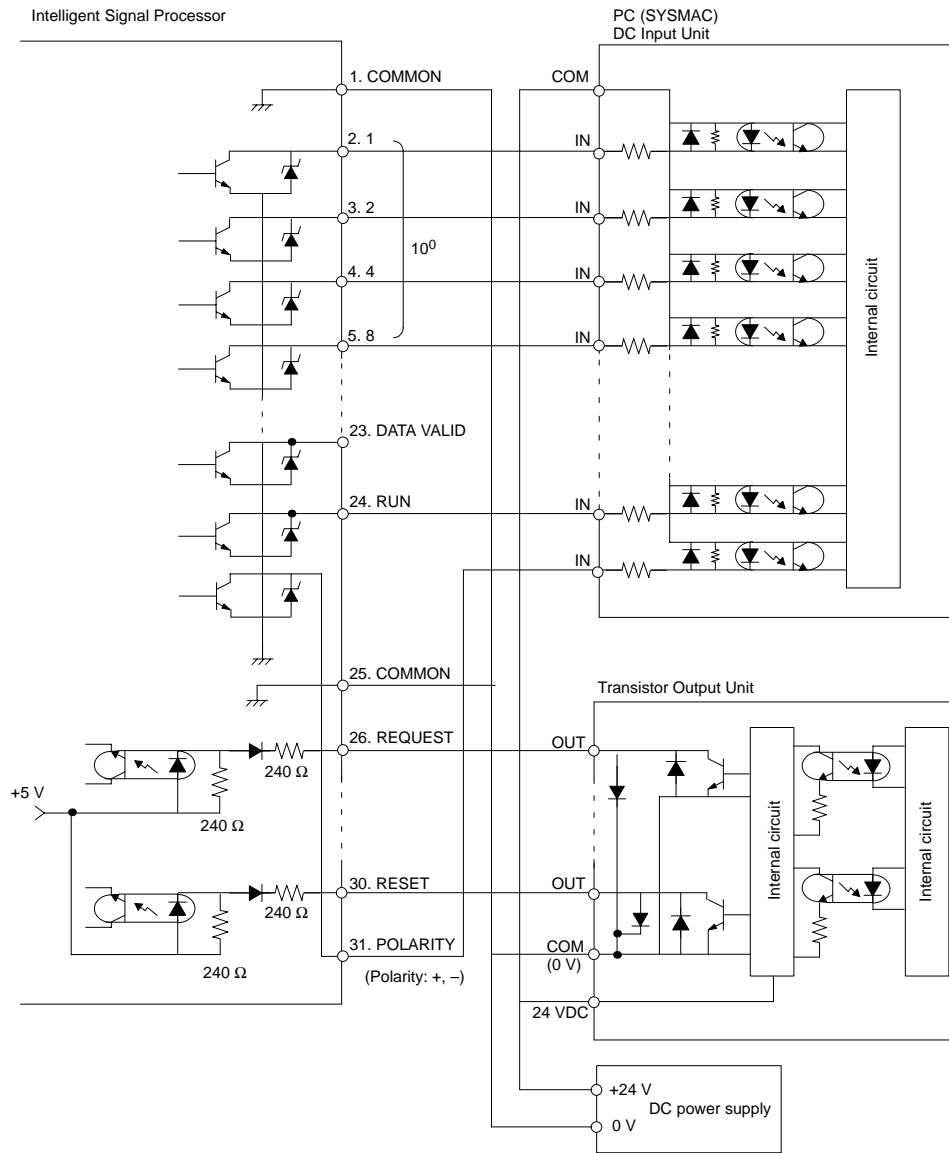 Intelligent Signal Processor
PC (SYSMAC)
DC Input Unit
1. COMMON
COM
2. 1
IN
3. 2
IN
10⁰
4. 4
IN
5. 8
IN
Internal circuit
23. DATA VALID
24. RUN
IN
IN
25. COMMON
Transistor Output Unit
26. REQUEST
OUT
240 Ω
+5 V
240 Ω
Internal circuit
Internal circuit
30. RESET
OUT
240 Ω
31. POLARITY
COM
(0 V)
240 Ω
(Polarity: +, –)
24 VDC
+24 V
DC power supply
0 V